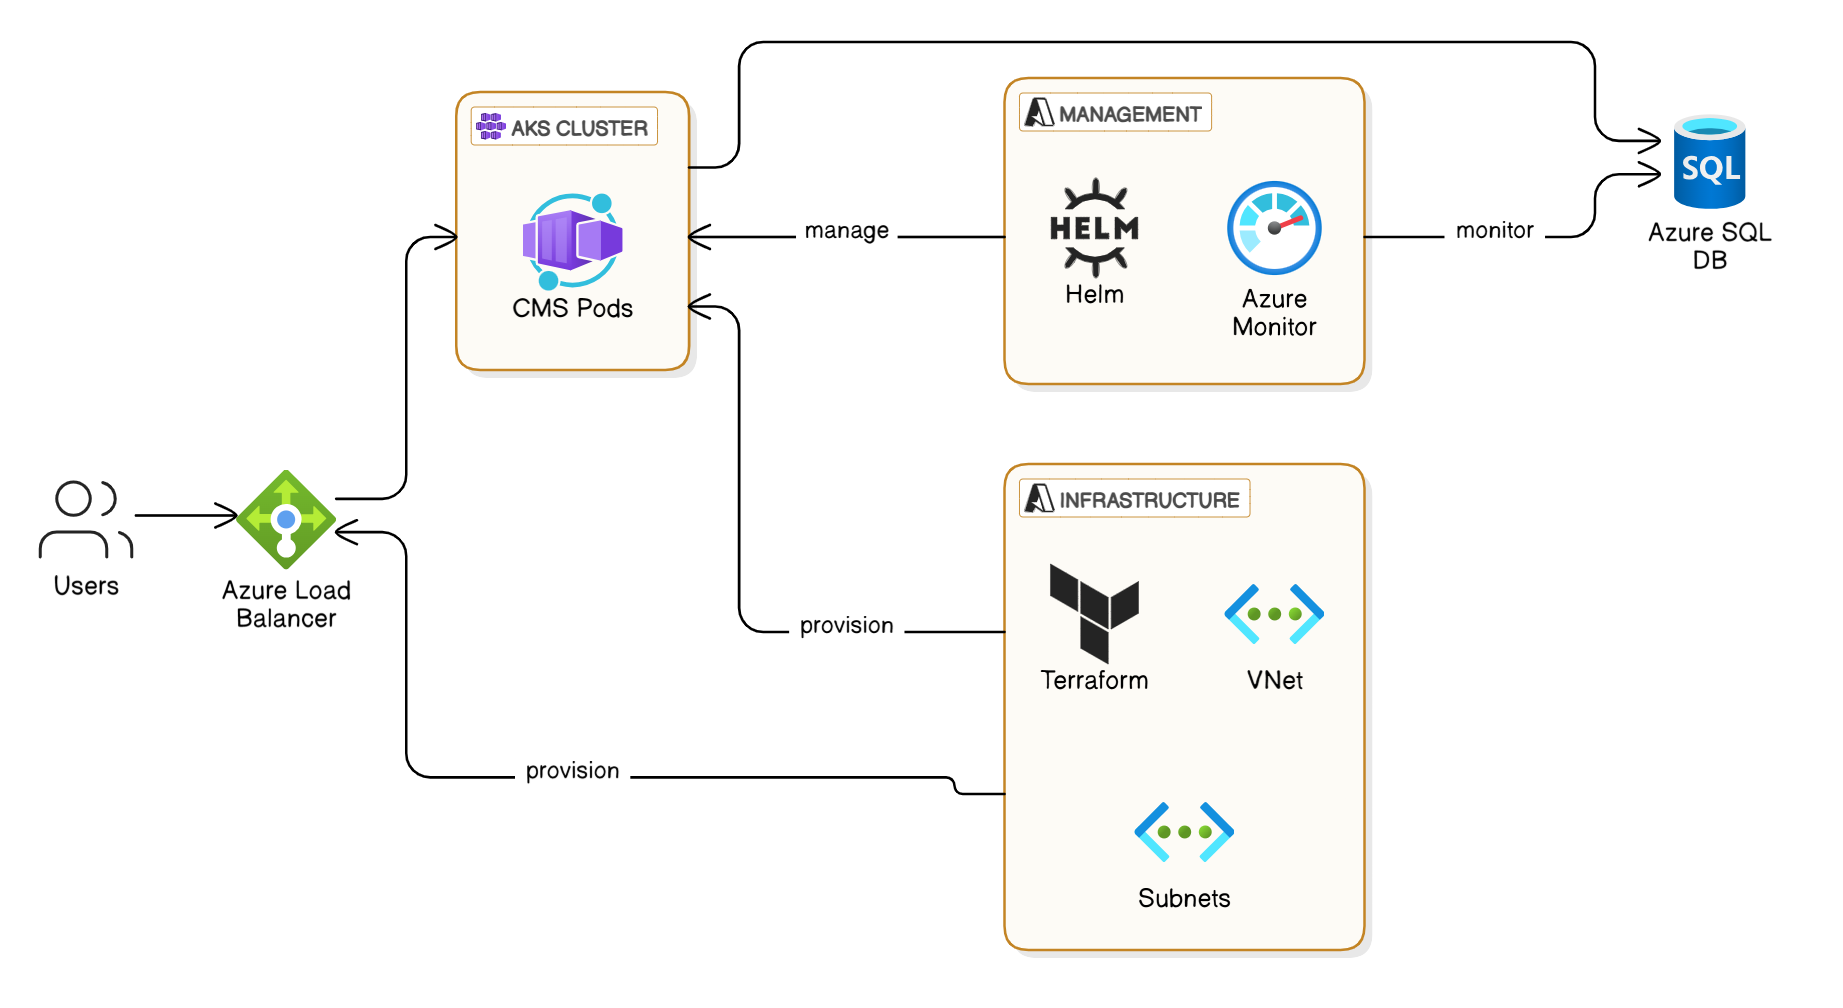 AKS CLUSTER
CMS Pods
MANAGEMENT
HELM
Helm
Azure
Monitor
manage
monitor
SQL
Azure SQL
DB
Users
Azure Load
Balancer
INFRASTRUCTURE
Terraform
VNet
Subnets
provision
provision